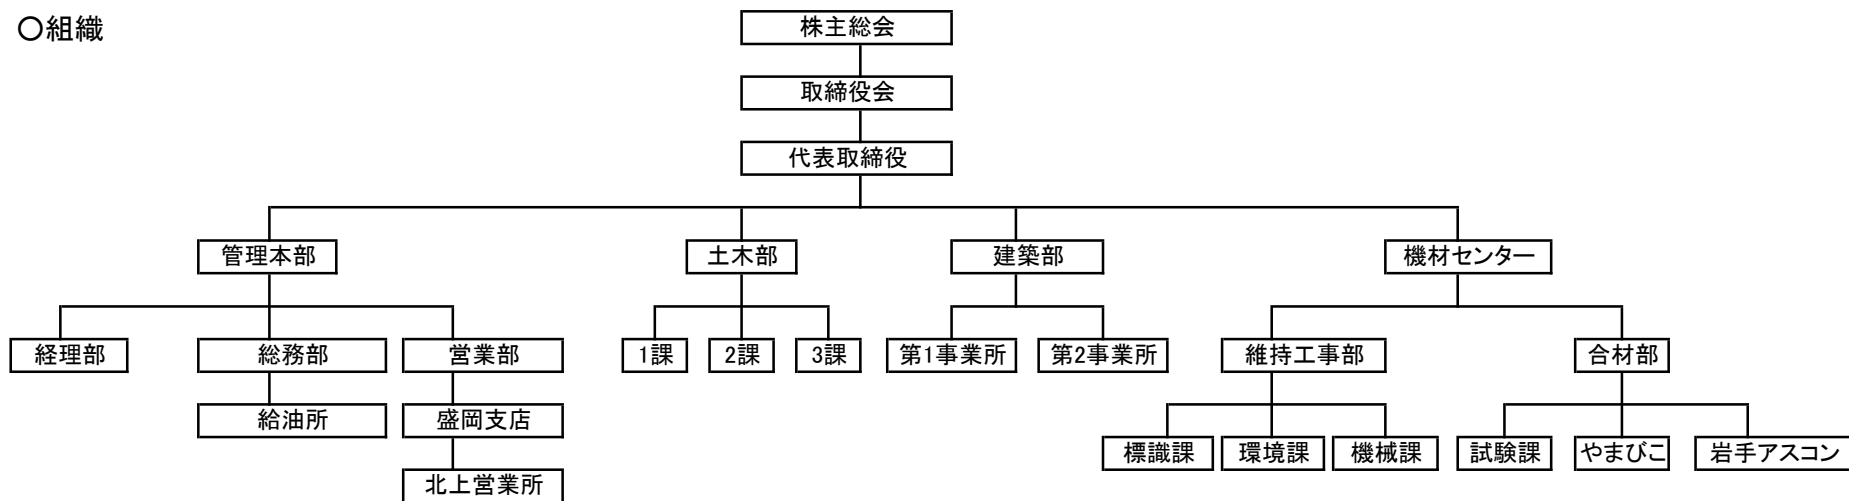 〇組織
株主総会
取締役会
代表取締役
管理本部 土木部 建築部 機材センター
経理部 総務部 営業部 1課 2課 3課 第1事業所 第2事業所 維持工事部 合材部
給油所 盛岡支店
標識課 環境課 機械課 試験課 やまびこ 岩手アスコン
北上営業所